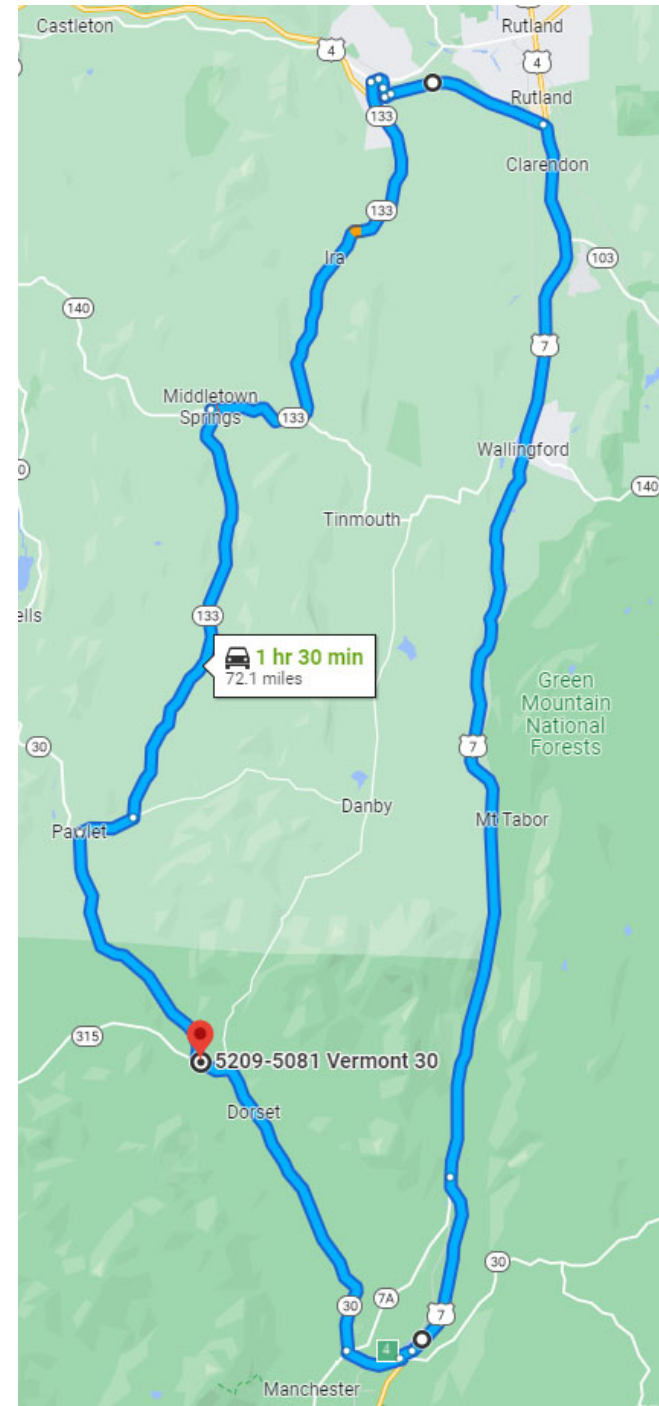 Castleton
Rutland
4
4
Rutland
133
Clarendon
133
Ira
103
140
7
Middletown
Springs
133
Wallingford
140
Tinmouth
ells
133
1 hr 30 min
72.1 miles
Green
Mountain
National
Forests
30
7
Danby
Mt Tabor
Pawlet
315
5209-5081 Vermont 30
Dorset
30
7A
30
7
4
Manchester